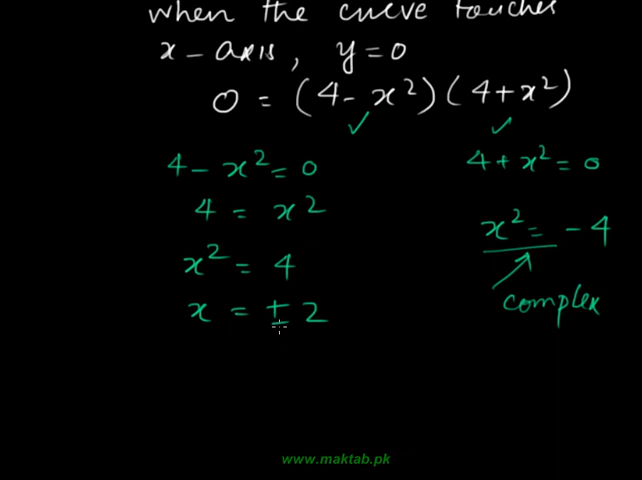 when the curve touches
x-axis, y=0
0 = (4-x²)(4+x²)
✓ ✓
4-x²=0
4 = x²
x² = 4
x = ±2
4+x²=0
x² = -4
complex
www.maktab.pk